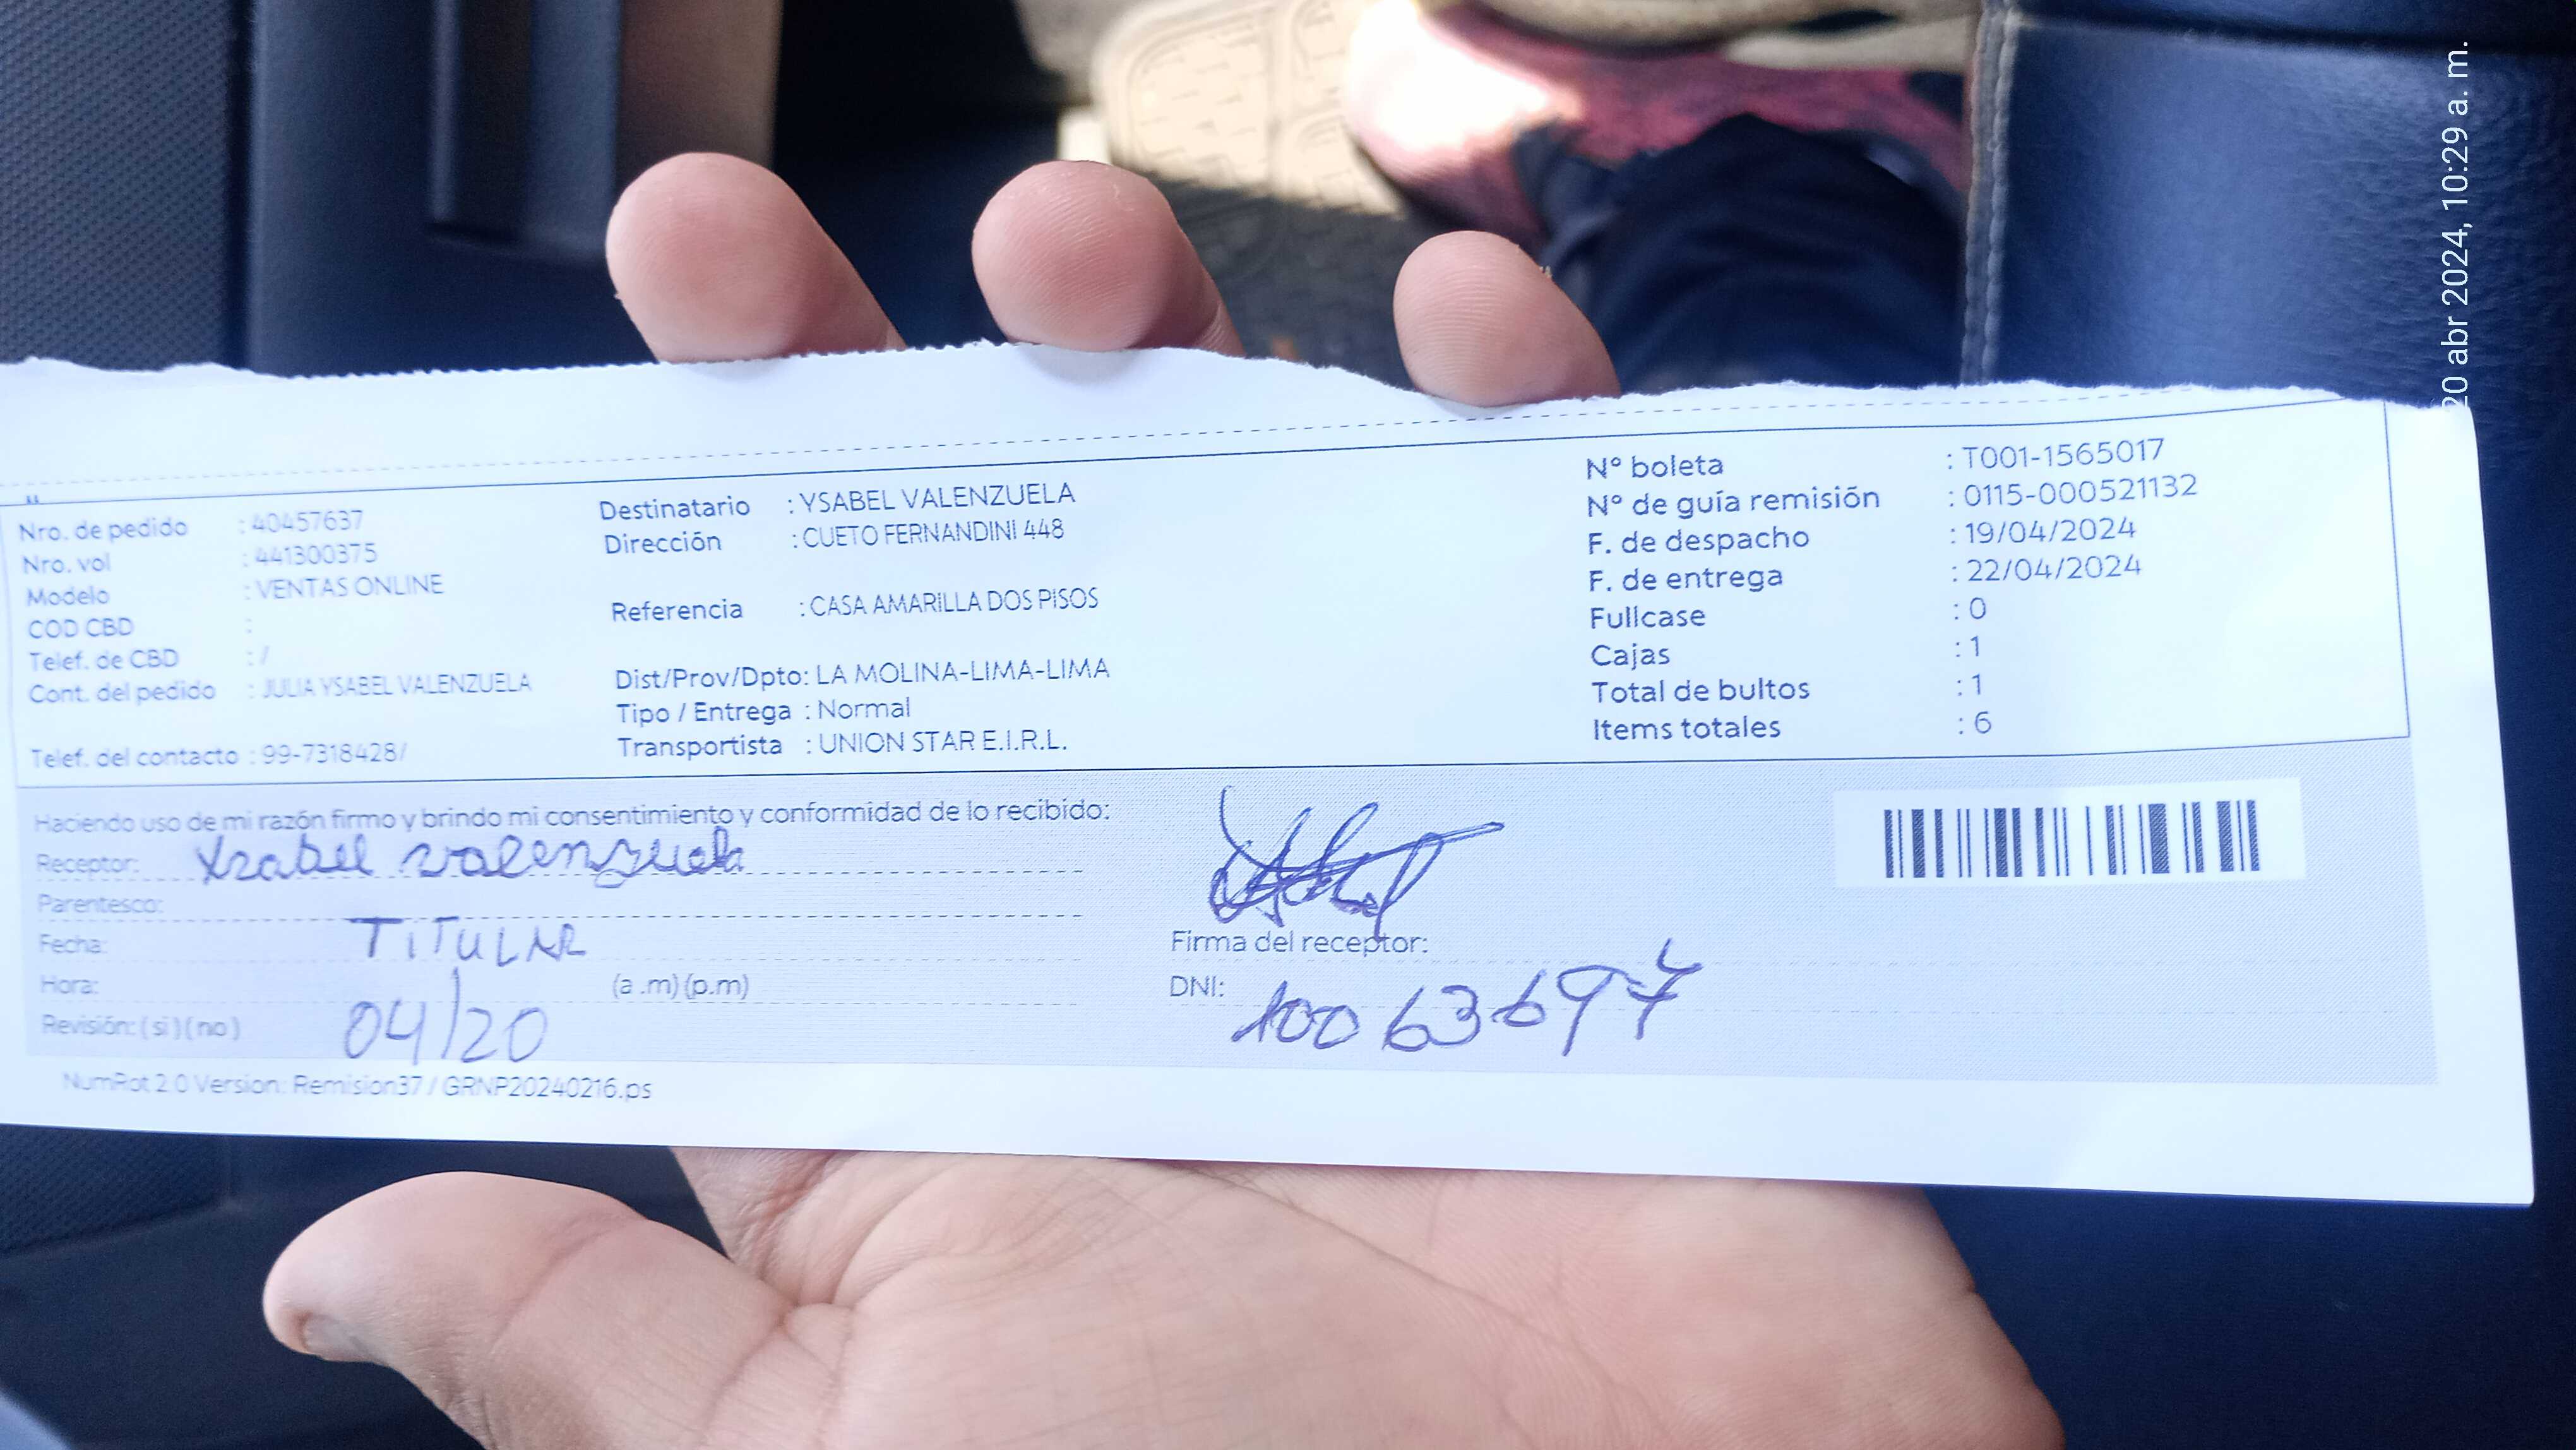 Nro. de pedido : 40457637
Nro. vol : 441300375
Modelo : VENTAS ONLINE
COD CBD :
Telef. de CBD : /
Cont. del pedido : JULIA YSABEL VALENZUELA
Telef. del contacto : 99-7318428/
Destinatario : YSABEL VALENZUELA
Dirección : CUETO FERNANDINI 448
Referencia : CASA AMARILLA DOS PISOS
Dist/Prov/Dpto: LA MOLINA-LIMA-LIMA
Tipo / Entrega : Normal
Transportista : UNION STAR E.I.R.L.
Nº boleta : T001-1565017
Nº de guía remisión : 0115-000521132
F. de despacho : 19/04/2024
F. de entrega : 22/04/2024
Fullcase : 0
Cajas : 1
Total de bultos : 1
Items totales : 6
Haciendo uso de mi razón firmo y brindo mi consentimiento y conformidad de lo recibido:
Receptor: Yzabel valenzuela
Parentesco:
Fecha: TITULAR
Hora: (a .m) (p.m)
Revisión: (si) (no) 04/20
Firma del receptor:
DNI: 10063697
NumRot 2.0 Version: Remision37 / GRNP20240216.ps
20 abr 2024, 10:29 a. m.